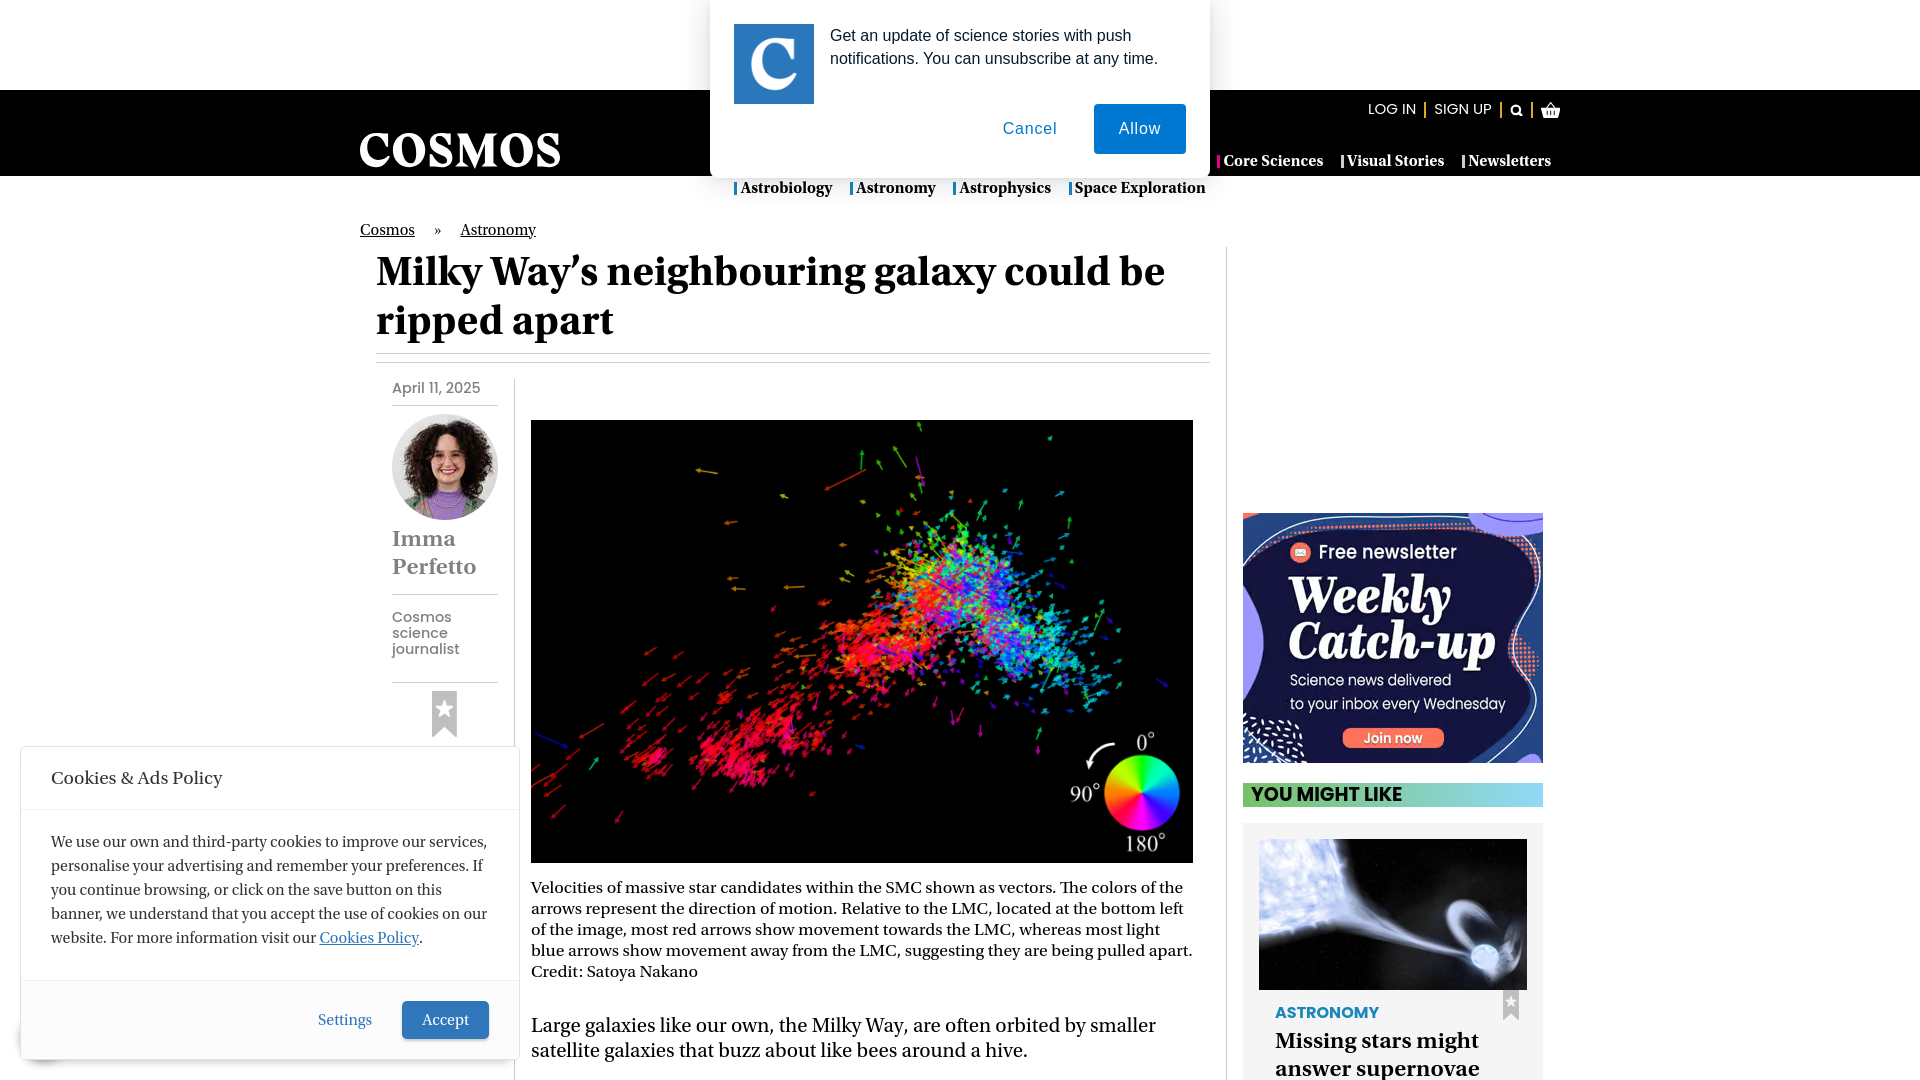 Get an update of science stories with push
notifications. You can unsubscribe at any time.
Cancel
Allow
LOG IN
SIGN UP
COSMOS
Core Sciences
Visual Stories
Newsletters
Astrobiology
Astronomy
Astrophysics
Space Exploration
Cosmos » Astronomy
Milky Way’s neighbouring galaxy could be
ripped apart
April 11, 2025
Imma
Perfetto
Cosmos
science
journalist
0°
90°
180°
Velocities of massive star candidates within the SMC shown as vectors. The colors of the
arrows represent the direction of motion. Relative to the LMC, located at the bottom left
of the image, most red arrows show movement towards the LMC, whereas most light
blue arrows show movement away from the LMC, suggesting they are being pulled apart.
Credit: Satoya Nakano
Large galaxies like our own, the Milky Way, are often orbited by smaller
satellite galaxies that buzz about like bees around a hive.
Free newsletter
Weekly
Catch-up
Science news delivered
to your inbox every Wednesday
Join now
YOU MIGHT LIKE
ASTRONOMY
Missing stars might
answer supernovae
Cookies & Ads Policy
We use our own and third-party cookies to improve our services,
personalise your advertising and remember your preferences. If
you continue browsing, or click on the save button on this
banner, we understand that you accept the use of cookies on our
website. For more information visit our Cookies Policy.
Settings
Accept